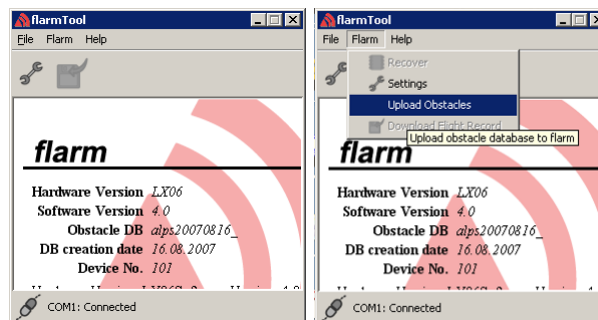 flarmTool
File Flarm Help
flarm
Hardware Version LX06
Software Version 4.0
Obstacle DB alps20070816_
DB creation date 16.08.2007
Device No. 101
COM1: Connected
flarmTool
File Flarm Help
Recover
Settings
Upload Obstacles
Download Flight Record
Upload obstacle database to flarm
flarm
Hardware Version LX06
Software Version 4.0
Obstacle DB alps20070816_
DB creation date 16.08.2007
Device No. 101
COM1: Connected